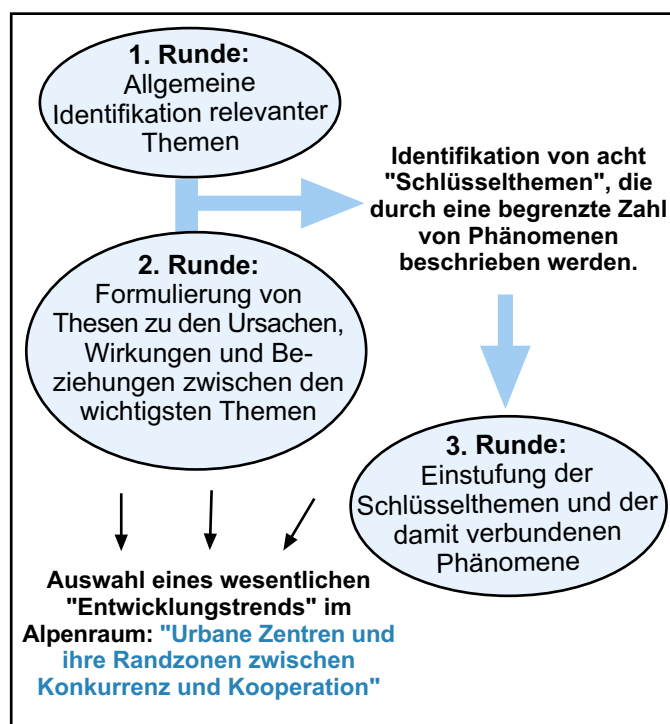 1. Runde:
Allgemeine
Identifikation relevanter
Themen
Identifikation von acht
"Schlüsselthemen", die
durch eine begrenzte Zahl
von Phänomenen
beschrieben werden.
2. Runde:
Formulierung von
Thesen zu den Ursachen,
Wirkungen und Be-
ziehungen zwischen den
wichtigsten Themen
3. Runde:
Einstufung der
Schlüsselthemen und der
damit verbundenen
Phänomene
Auswahl eines wesentlichen
"Entwicklungstrends" im
Alpenraum: "Urbane Zentren und
ihre Randzonen zwischen
Konkurrenz und Kooperation"